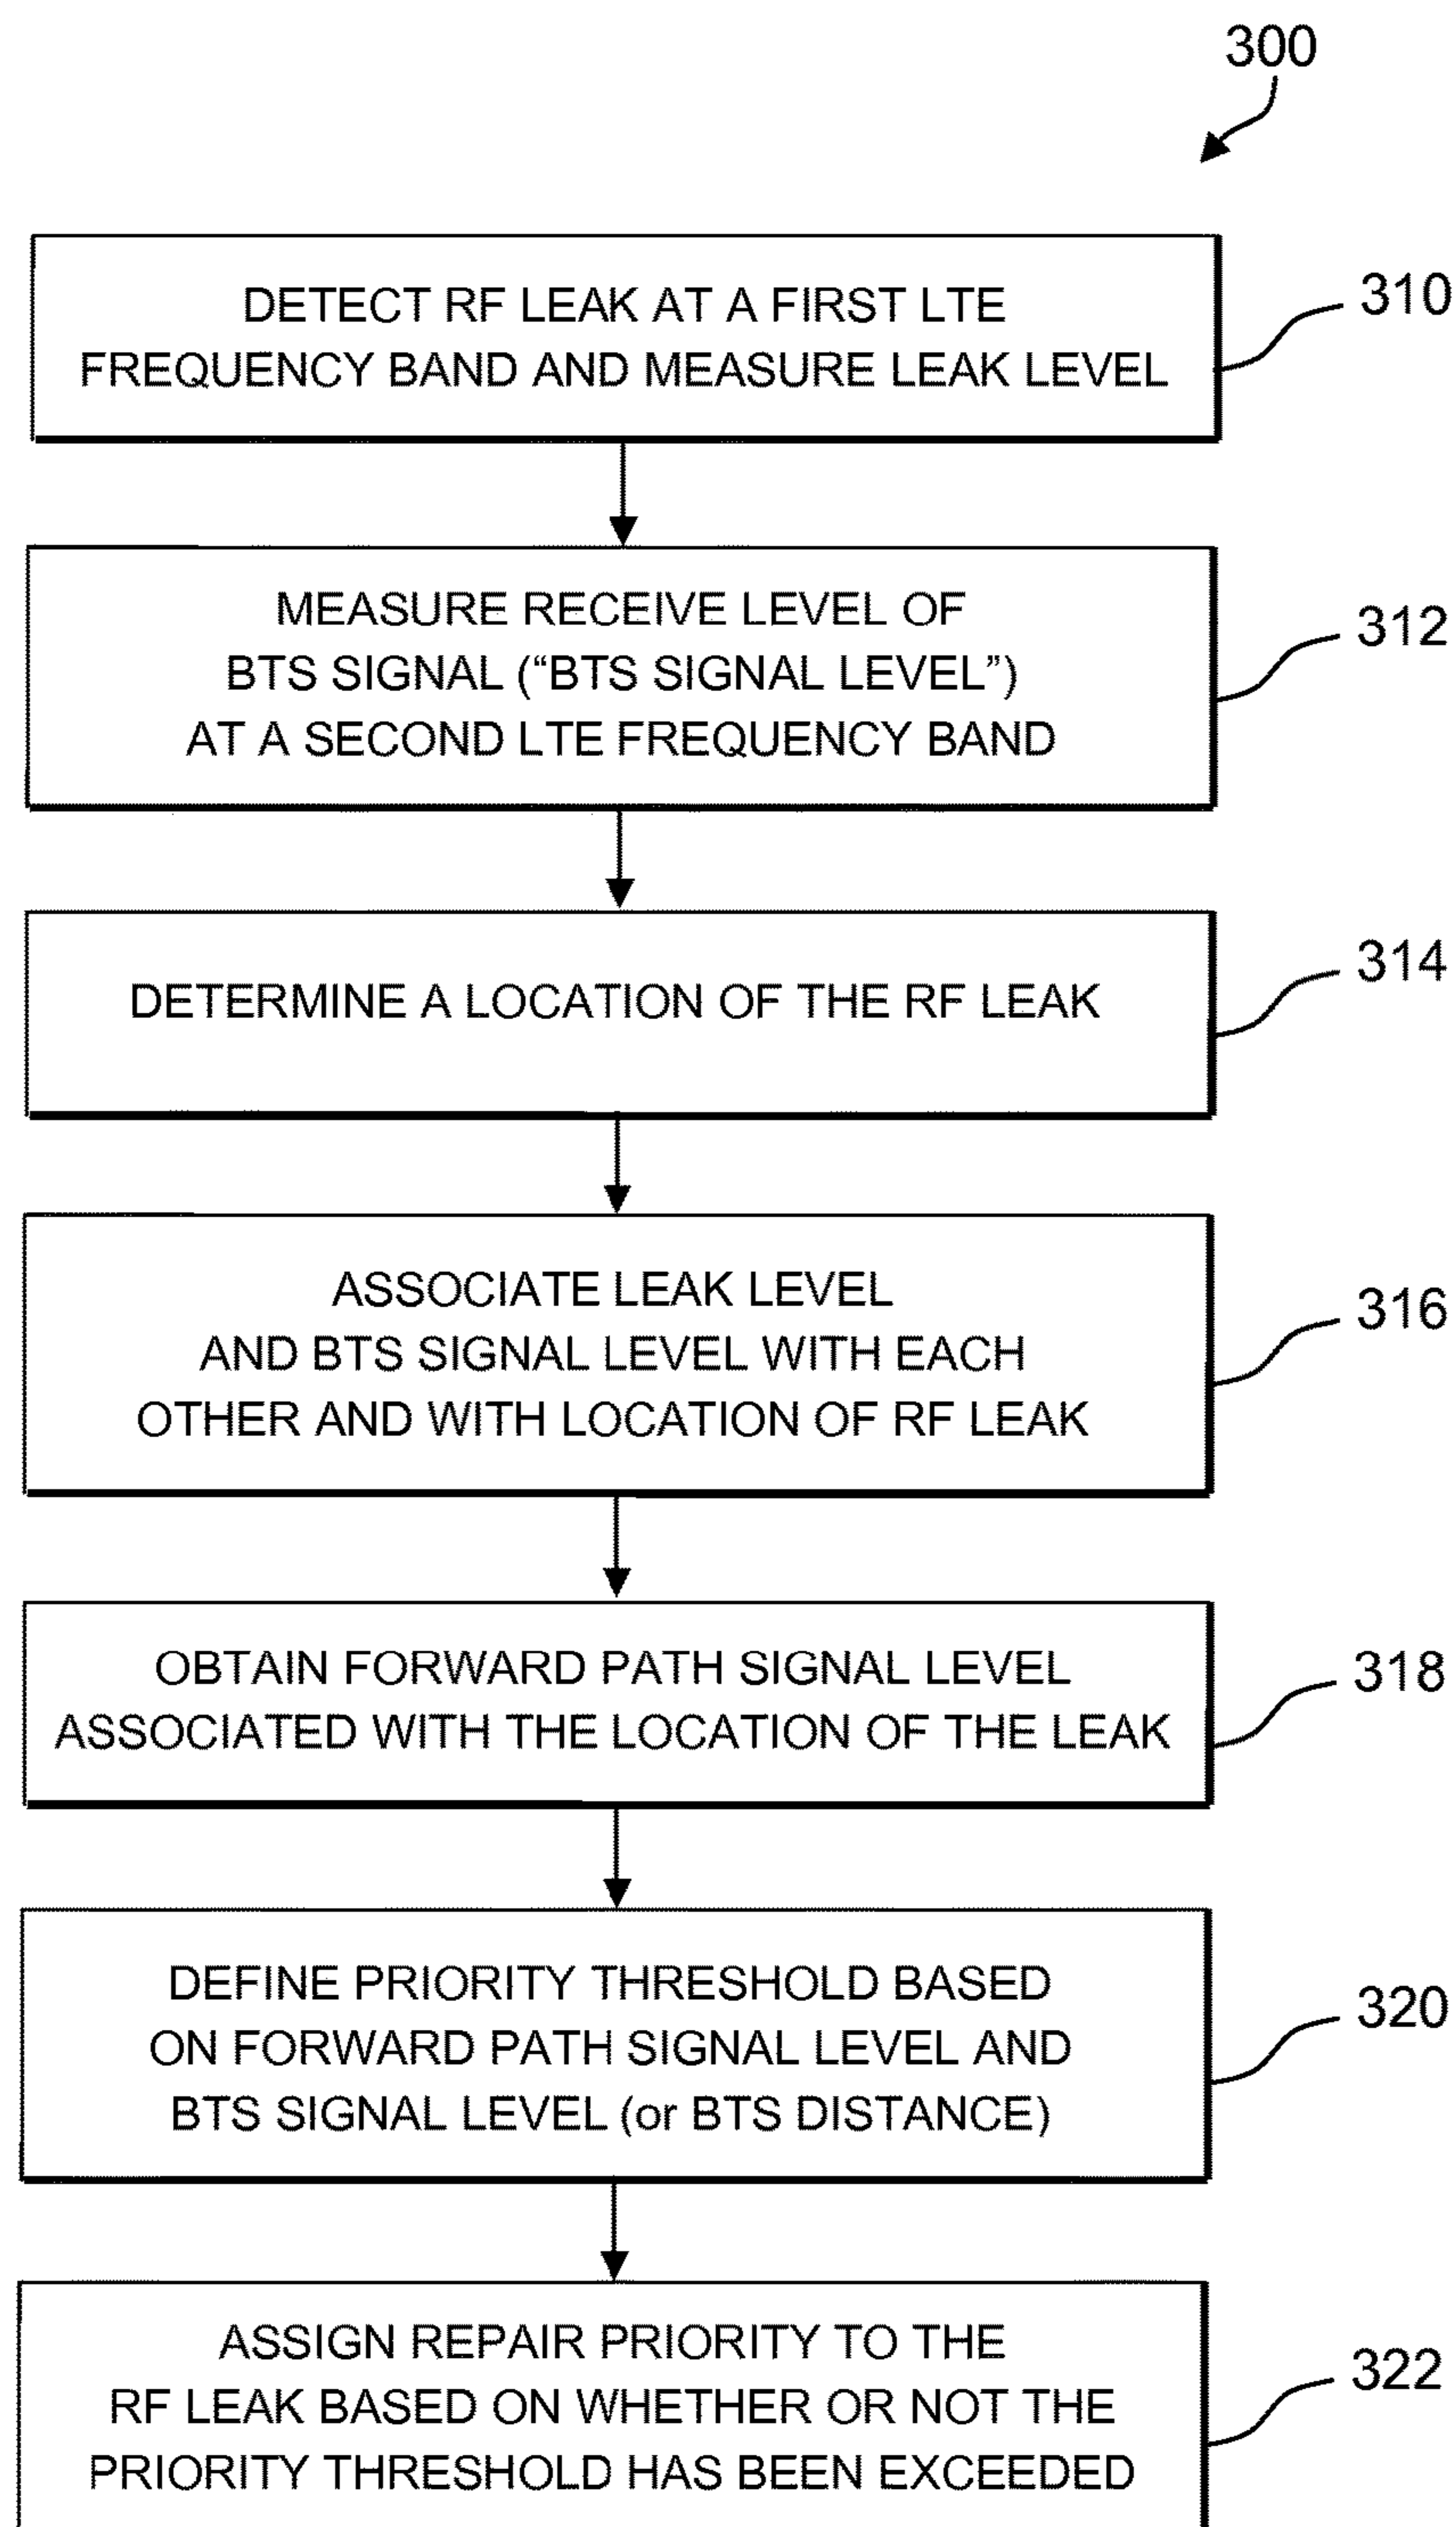 300
DETECT RF LEAK AT A FIRST LTE
FREQUENCY BAND AND MEASURE LEAK LEVEL
310
MEASURE RECEIVE LEVEL OF
BTS SIGNAL (“BTS SIGNAL LEVEL”)
AT A SECOND LTE FREQUENCY BAND
312
DETERMINE A LOCATION OF THE RF LEAK
314
ASSOCIATE LEAK LEVEL
AND BTS SIGNAL LEVEL WITH EACH
OTHER AND WITH LOCATION OF RF LEAK
316
OBTAIN FORWARD PATH SIGNAL LEVEL
ASSOCIATED WITH THE LOCATION OF THE LEAK
318
DEFINE PRIORITY THRESHOLD BASED
ON FORWARD PATH SIGNAL LEVEL AND
BTS SIGNAL LEVEL (or BTS DISTANCE)
320
ASSIGN REPAIR PRIORITY TO THE
RF LEAK BASED ON WHETHER OR NOT THE
PRIORITY THRESHOLD HAS BEEN EXCEEDED
322